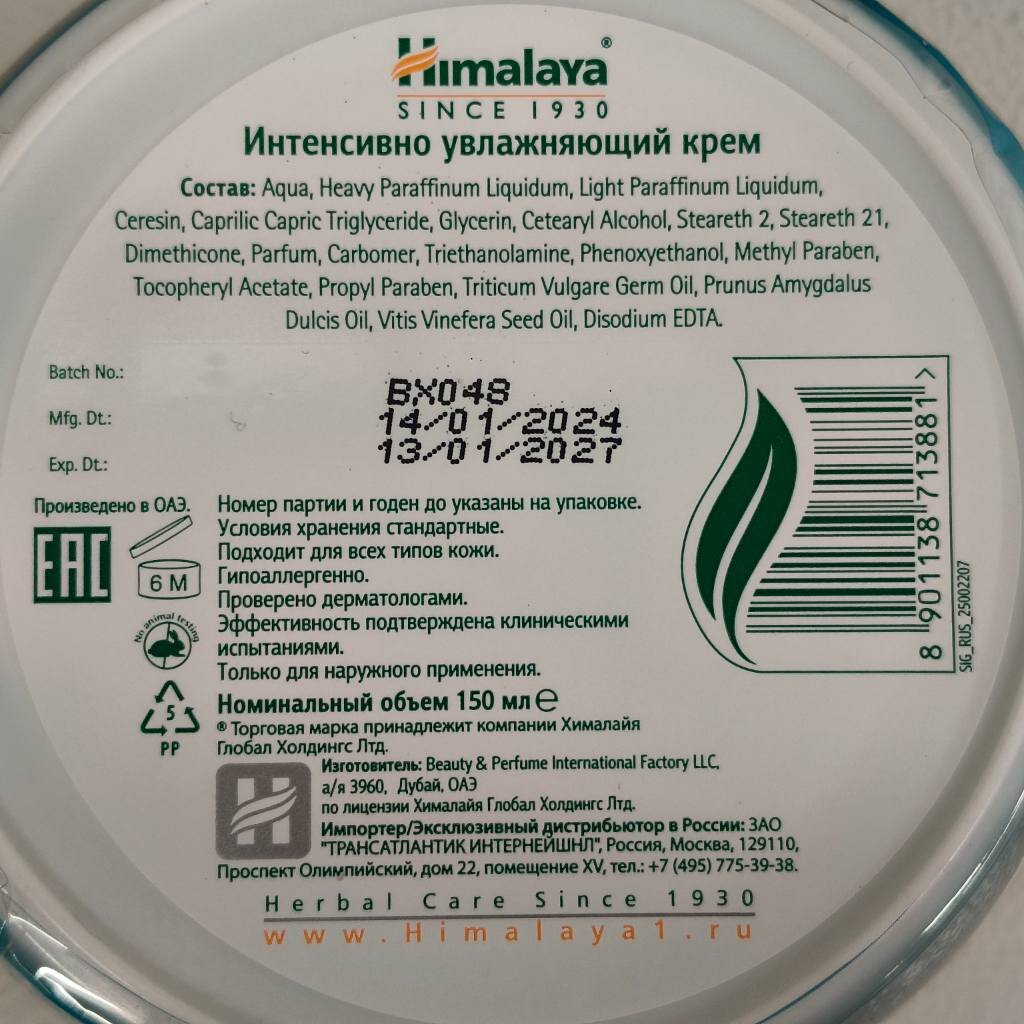 Himalaya®
SINCE 1930
Интенсивно увлажняющий крем
Состав: Aqua, Heavy Paraffinum Liquidum, Light Paraffinum Liquidum,
Ceresin, Caprilic Capric Triglyceride, Glycerin, Cetearyl Alcohol, Steareth 2, Steareth 21,
Dimethicone, Parfum, Carbomer, Triethanolamine, Phenoxyethanol, Methyl Paraben,
Tocopheryl Acetate, Propyl Paraben, Triticum Vulgare Germ Oil, Prunus Amygdalus
Dulcis Oil, Vitis Vinefera Seed Oil, Disodium EDTA.
Batch No.: BX048
Mfg. Dt.: 14/01/2024
Exp. Dt.: 13/01/2027
Произведено в ОАЭ.
EAC
6 M
No animal testing
5
PP
Номер партии и годен до указаны на упаковке.
Условия хранения стандартные.
Подходит для всех типов кожи.
Гипоаллергенно.
Проверено дерматологами.
Эффективность подтверждена клиническими
испытаниями.
Только для наружного применения.
Номинальный объем 150 мл ℮
® Торговая марка принадлежит компании Хималайя
Глобал Холдингс Лтд.
Изготовитель: Beauty & Perfume International Factory LLC,
а/я 3960, Дубай, ОАЭ
по лицензии Хималайя Глобал Холдингс Лтд.
Импортер/Эксклюзивный дистрибьютор в России: ЗАО
"ТРАНСАТЛАНТИК ИНТЕРНЕЙШНЛ", Россия, Москва, 129110,
Проспект Олимпийский, дом 22, помещение XV, тел.: +7 (495) 775-39-38.
8 901138 713881 >
SIG_RUS_25002207
Herbal Care Since 1930
www.Himalaya1.ru